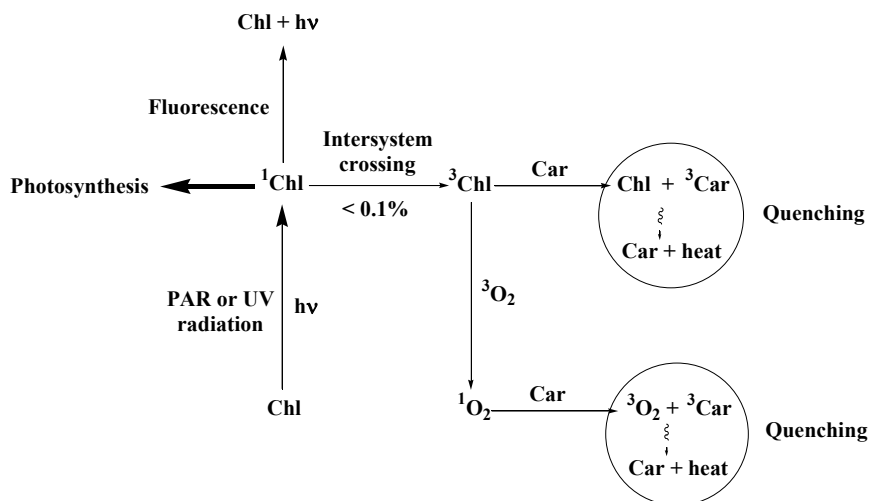 Chl + hν
Fluorescence
Intersystem
crossing
Photosynthesis
¹Chl
³Chl
Car
Chl + ³Car
< 0.1%
Quenching
Car + heat
PAR or UV
radiation
hν
³O₂
Chl
¹O₂
Car
³O₂ + ³Car
Quenching
Car + heat